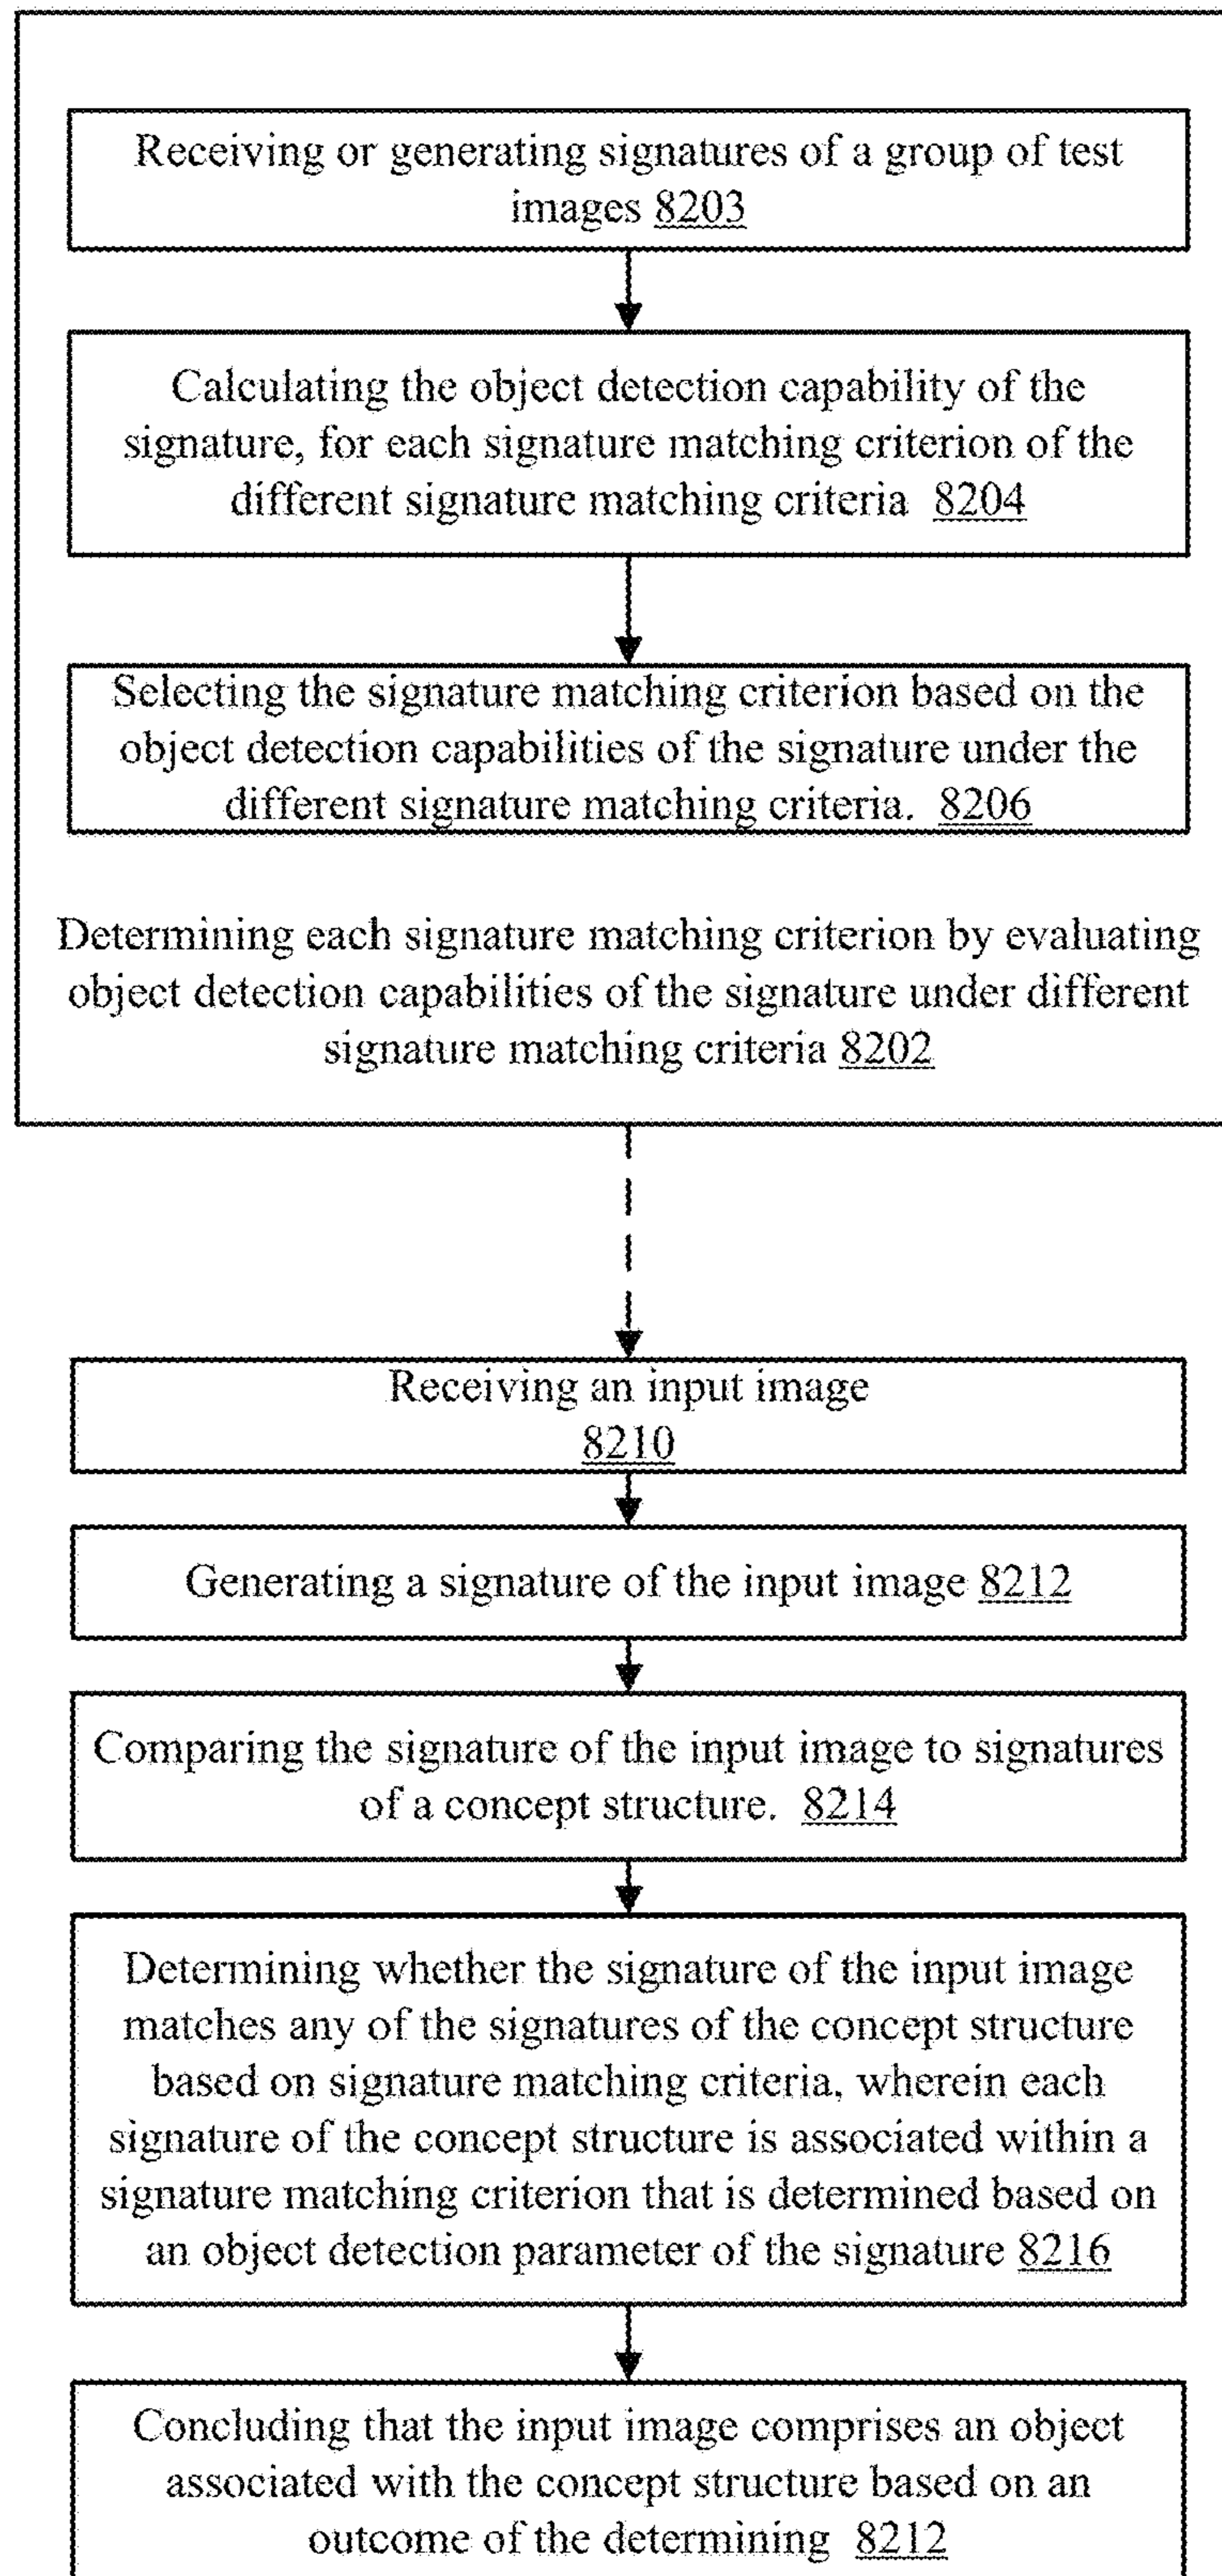 Receiving or generating signatures of a group of test
images 8203
Calculating the object detection capability of the
signature, for each signature matching criterion of the
different signature matching criteria 8204
Selecting the signature matching criterion based on the
object detection capabilities of the signature under the
different signature matching criteria. 8206
Determining each signature matching criterion by evaluating
object detection capabilities of the signature under different
signature matching criteria 8202
Receiving an input image
8210
Generating a signature of the input image 8212
Comparing the signature of the input image to signatures
of a concept structure. 8214
Determining whether the signature of the input image
matches any of the signatures of the concept structure
based on signature matching criteria, wherein each
signature of the concept structure is associated within a
signature matching criterion that is determined based on
an object detection parameter of the signature 8216
Concluding that the input image comprises an object
associated with the concept structure based on an
outcome of the determining 8212